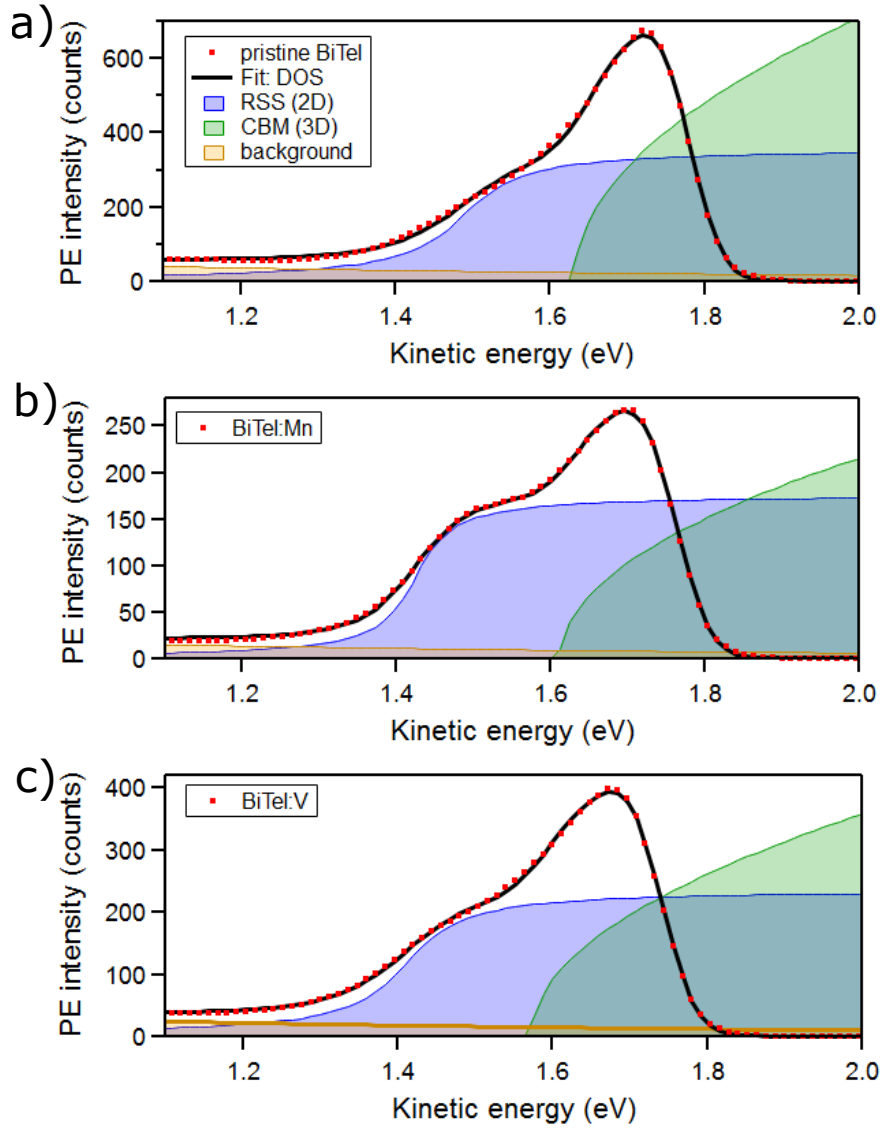 a)
PE intensity (counts)
600
400
200
0
pristine BiTeI
Fit: DOS
RSS (2D)
CBM (3D)
background
1.2 1.4 1.6 1.8 2.0
Kinetic energy (eV)
b)
PE intensity (counts)
250
200
150
100
50
0
BiTeI:Mn
1.2 1.4 1.6 1.8 2.0
Kinetic energy (eV)
c)
PE intensity (counts)
400
300
200
100
0
BiTeI:V
1.2 1.4 1.6 1.8 2.0
Kinetic energy (eV)